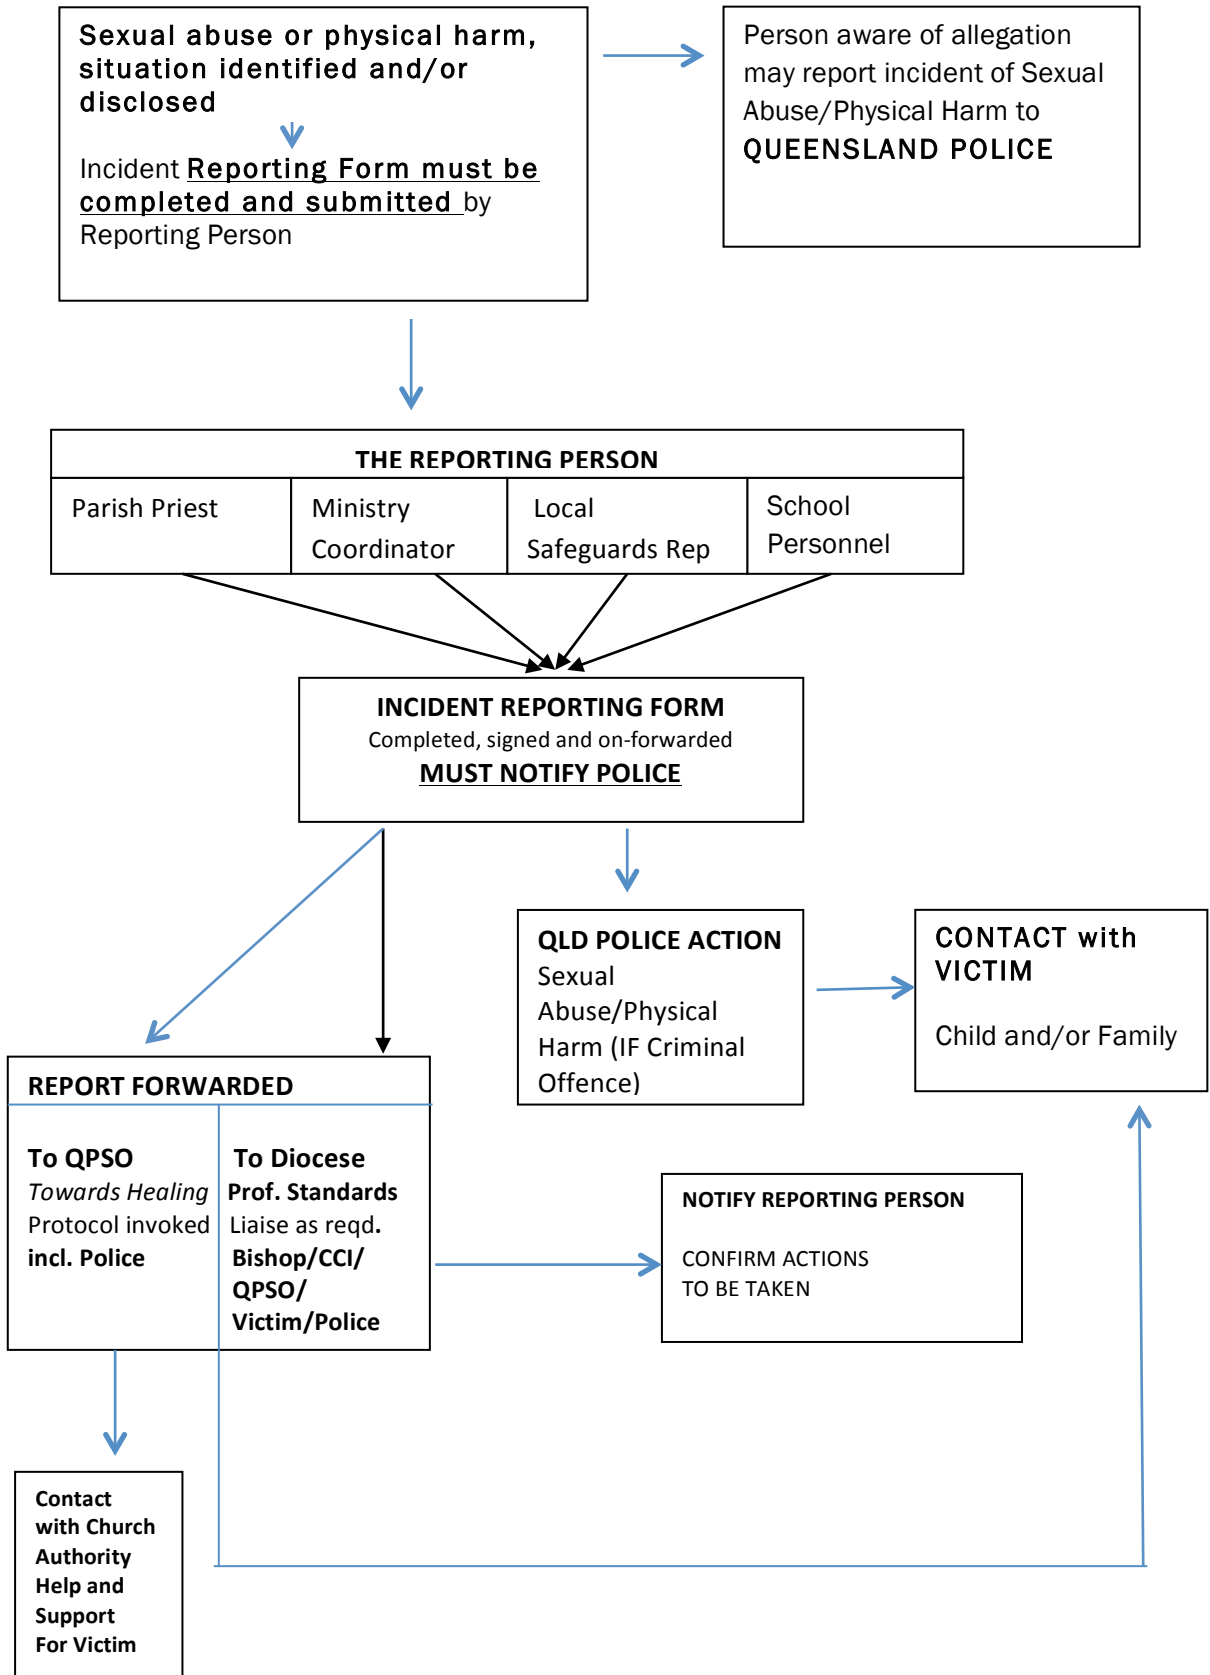 Sexual abuse or physical harm,
situation identified and/or
disclosed
Incident Reporting Form must be
completed and submitted by
Reporting Person
Person aware of allegation
may report incident of Sexual
Abuse/Physical Harm to
QUEENSLAND POLICE
THE REPORTING PERSON
Parish Priest
Ministry
Coordinator
Local
Safeguards Rep
School
Personnel
INCIDENT REPORTING FORM
Completed, signed and on-forwarded
MUST NOTIFY POLICE
QLD POLICE ACTION
Sexual
Abuse/Physical
Harm (IF Criminal
Offence)
CONTACT with
VICTIM
Child and/or Family
REPORT FORWARDED
To QPSO
Towards Healing
Protocol invoked
incl. Police
To Diocese
Prof. Standards
Liaise as reqd.
Bishop/CCI/
QPSO/
Victim/Police
NOTIFY REPORTING PERSON
CONFIRM ACTIONS
TO BE TAKEN
Contact
with Church
Authority
Help and
Support
For Victim